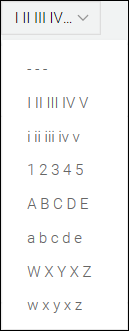 I II III IV...
- - -
I II III IV V
i ii iii iv v
1 2 3 4 5
A B C D E
a b c d e
W X Y X Z
w x y x z